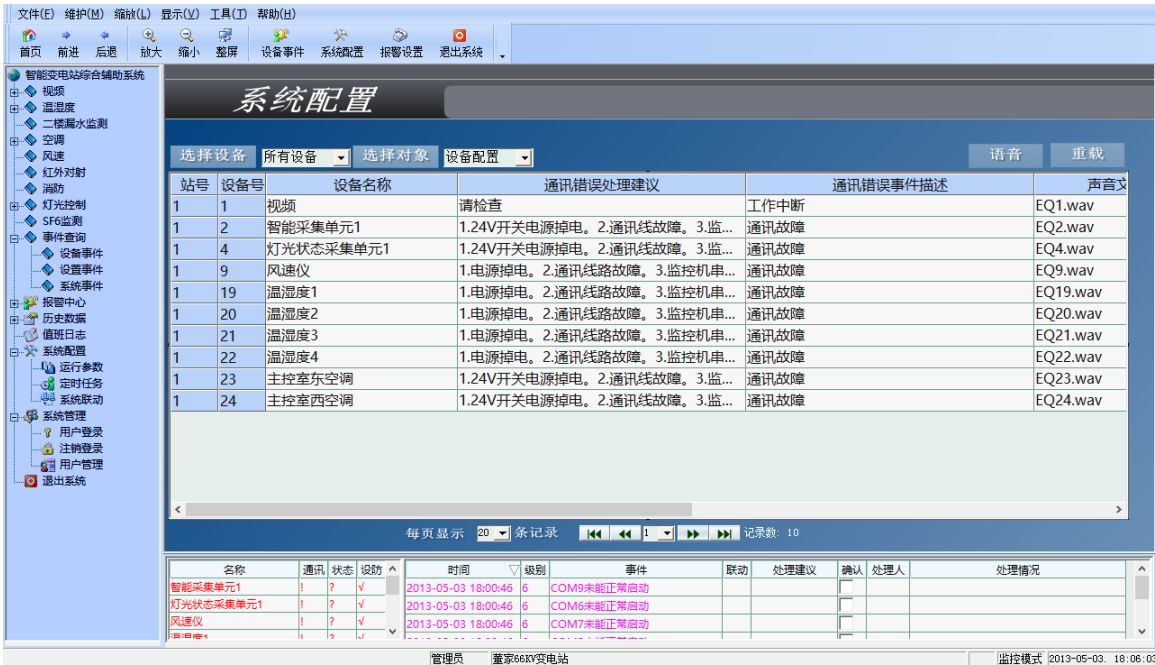 文件(F) 维护(M) 缩放(L) 显示(V) 工具(T) 帮助(H)
首页 前进 后退 放大 缩小 整屏 设备事件 系统配置 报警设置 退出系统
智能变电站综合辅助系统
视频
温湿度
二楼漏水监测
空调
风速
红外对射
消防
灯光控制
SF6监测
事件查询
设备事件
设置事件
系统事件
报警中心
历史数据
值班日志
系统配置
运行参数
定时任务
系统联动
系统管理
用户登录
注销登录
用户管理
退出系统
系统配置
选择设备 所有设备 选择对象 设备配置 语音 重载
站号 设备号 设备名称 通讯错误处理建议 通讯错误事件描述 声音文
1 1 视频 请检查 工作中断 EQ1.wav
1 2 智能采集单元1 1.24V开关电源掉电。2.通讯线故障。3.监... 通讯故障 EQ2.wav
1 4 灯光状态采集单元1 1.24V开关电源掉电。2.通讯线故障。3.监... 通讯故障 EQ4.wav
1 9 风速仪 1.电源掉电。2.通讯线路故障。3.监控机串... 通讯故障 EQ9.wav
1 19 温湿度1 1.电源掉电。2.通讯线路故障。3.监控机串... 通讯故障 EQ19.wav
1 20 温湿度2 1.电源掉电。2.通讯线路故障。3.监控机串... 通讯故障 EQ20.wav
1 21 温湿度3 1.电源掉电。2.通讯线路故障。3.监控机串... 通讯故障 EQ21.wav
1 22 温湿度4 1.电源掉电。2.通讯线路故障。3.监控机串... 通讯故障 EQ22.wav
1 23 主控室东空调 1.24V开关电源掉电。2.通讯线故障。3.监... 通讯故障 EQ23.wav
1 24 主控室西空调 1.24V开关电源掉电。2.通讯线故障。3.监... 通讯故障 EQ24.wav
每页显示 20 条记录 1 记录数: 10
名称 通讯 状态 设防 时间 级别 事件 联动 处理建议 确认 处理人 处理情况
智能采集单元1 ! ? √ 2013-05-03 18:00:46 6 COM9未能正常启动
灯光状态采集单元1 ! ? √ 2013-05-03 18:00:46 6 COM6未能正常启动
风速仪 ! ? √ 2013-05-03 18:00:46 6 COM7未能正常启动
管理员 董家66KV变电站 监控模式 2013-05-03. 18:06:03